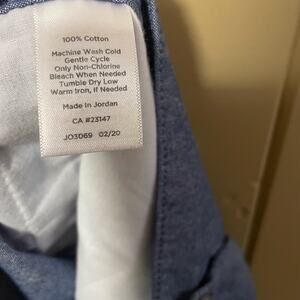 100% Cotton
Machine Wash Cold
Gentle Cycle
Only Non-Chlorine
Bleach When Needed
Tumble Dry Low
Warm Iron, If Needed
Made in Jordan
CA #23147
JO3069 02/20